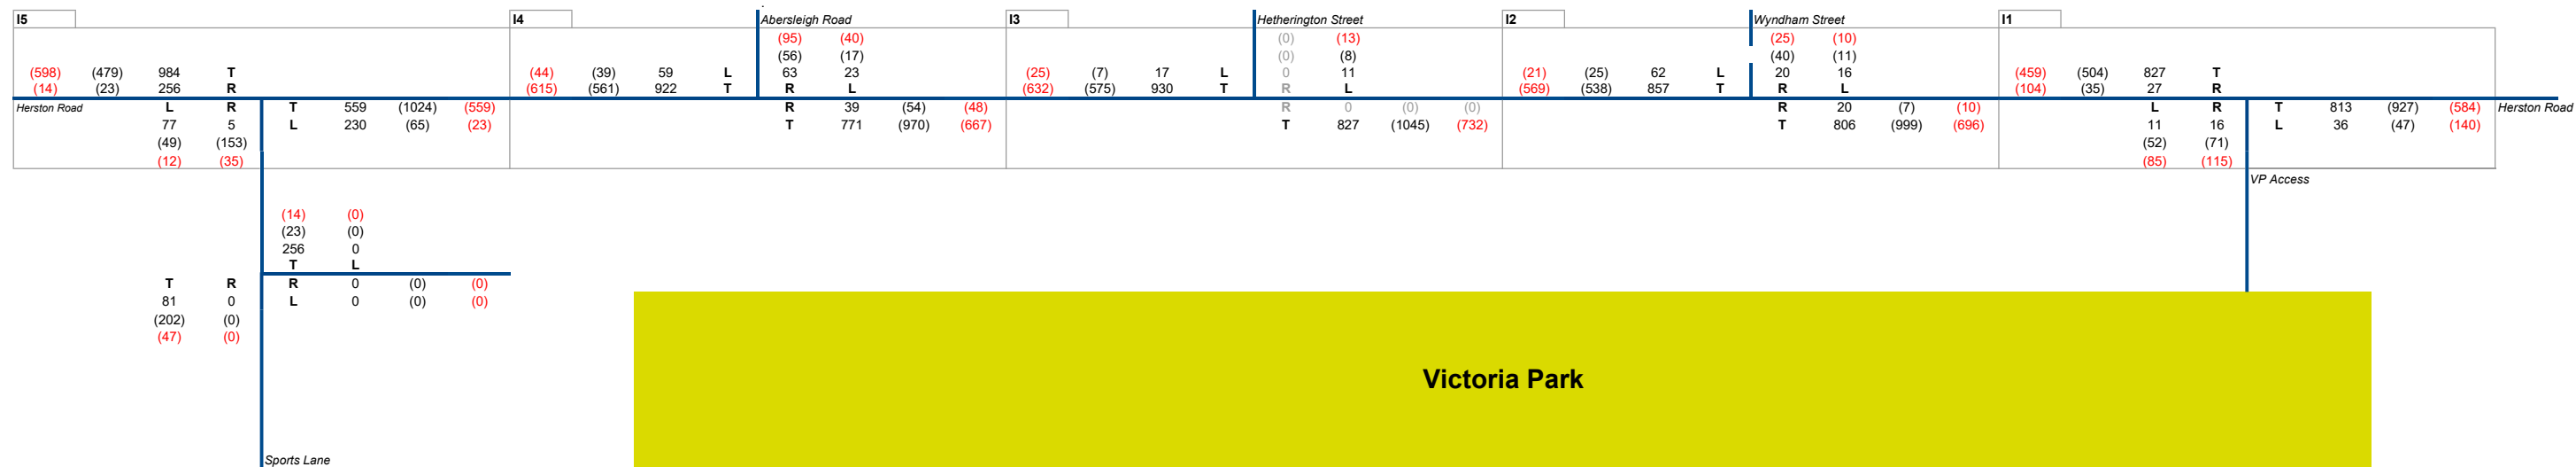 I5 I4 Abersleigh Road I3 Hetherington Street I2 Wyndham Street I1
(95) (40) (0) (13) (25) (10)
(56) (17) (0) (8) (40) (11)
(598) (479) 984 T (44) (39) 59 L 63 23 (25) (7) 17 L 0 11 (21) (25) 62 L 20 16 (459) (504) 827 T
(14) (23) 256 R (615) (561) 922 T R L (632) (575) 930 T R L (569) (538) 857 T R L (104) (35) 27 R
Herston Road L R T 559 (1024) (559) R 39 (54) (48) R 0 (0) (0) R 20 (7) (10) L R T 813 (927) (584) Herston Road
77 5 L 230 (65) (23) T 771 (970) (667) T 827 (1045) (732) T 806 (999) (696) 11 16 L 36 (47) (140)
(49) (153) (52) (71)
(12) (35) (85) (115)
VP Access
(14) (0)
(23) (0)
256 0
T L
T R R 0 (0) (0)
81 0 L 0 (0) (0)
(202) (0)
(47) (0)
Victoria Park
Sports Lane